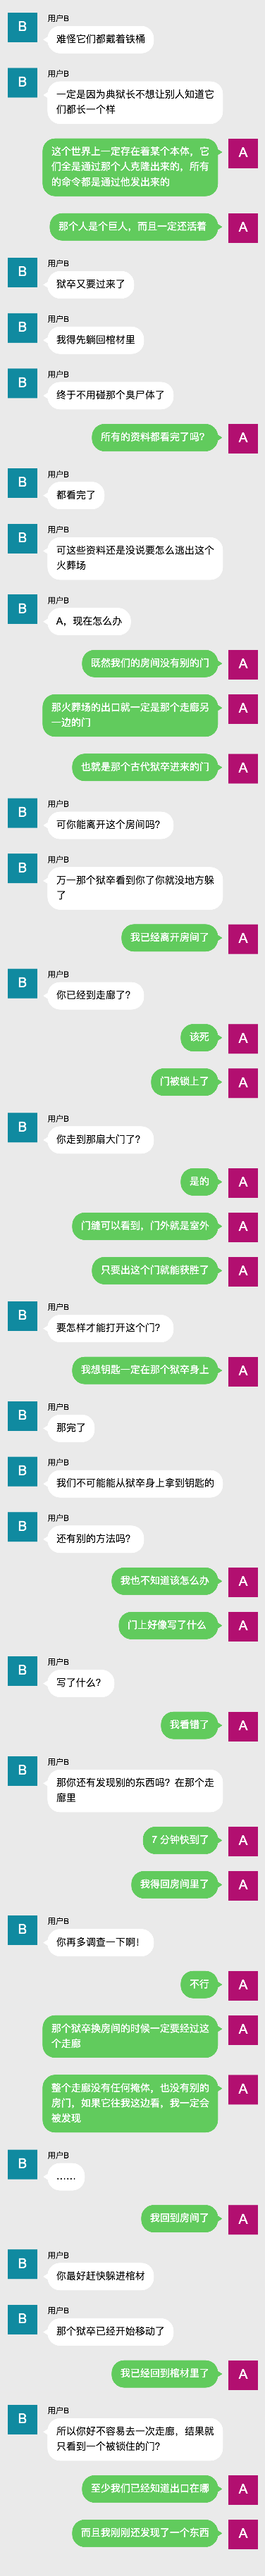 用户B
B
难怪它们都戴着铁桶
用户B
B
一定是因为典狱长不想让别人知道它
们都长一个样
这个世界上一定存在着某个本体，它
们全是通过那个人克隆出来的，所有
的命令都是通过他发出来的
A
那个人是个巨人，而且一定还活着
A
用户B
B
狱卒又要过来了
用户B
B
我得先躺回棺材里
用户B
B
终于不用碰那个臭尸体了
所有的资料都看完了吗？
A
用户B
B
都看完了
用户B
B
可这些资料还是没说要怎么逃出这个
火葬场
用户B
B
A，现在怎么办
既然我们的房间没有别的门
A
那火葬场的出口就一定是那个走廊另
一边的门
A
也就是那个古代狱卒进来的门
A
用户B
B
可你能离开这个房间吗？
用户B
B
万一那个狱卒看到你了你就没地方躲
了
我已经离开房间了
A
用户B
B
你已经到走廊了？
该死
A
门被锁上了
A
用户B
B
你走到那扇大门了？
是的
A
门缝可以看到，门外就是室外
A
只要出这个门就能获胜了
A
用户B
B
要怎样才能打开这个门？
我想钥匙一定在那个狱卒身上
A
用户B
B
那完了
用户B
B
我们不可能能从狱卒身上拿到钥匙的
用户B
B
还有别的方法吗？
我也不知道该怎么办
A
门上好像写了什么
A
用户B
B
写了什么？
我看错了
A
用户B
B
那你还有发现别的东西吗？在那个走
廊里
7 分钟快到了
A
我得回房间里了
A
用户B
B
你再多调查一下啊！
不行
A
那个狱卒换房间的时候一定要经过这
个走廊
A
整个走廊没有任何掩体，也没有别的
房门，如果它往我这边看，我一定会
被发现
A
用户B
B
……
我回到房间了
A
用户B
B
你最好赶快躲进棺材
用户B
B
那个狱卒已经开始移动了
我已经回到棺材里了
A
用户B
B
所以你好不容易去一次走廊，结果就
只看到一个被锁住的门？
至少我们已经知道出口在哪
A
而且我刚刚还发现了一个东西
A